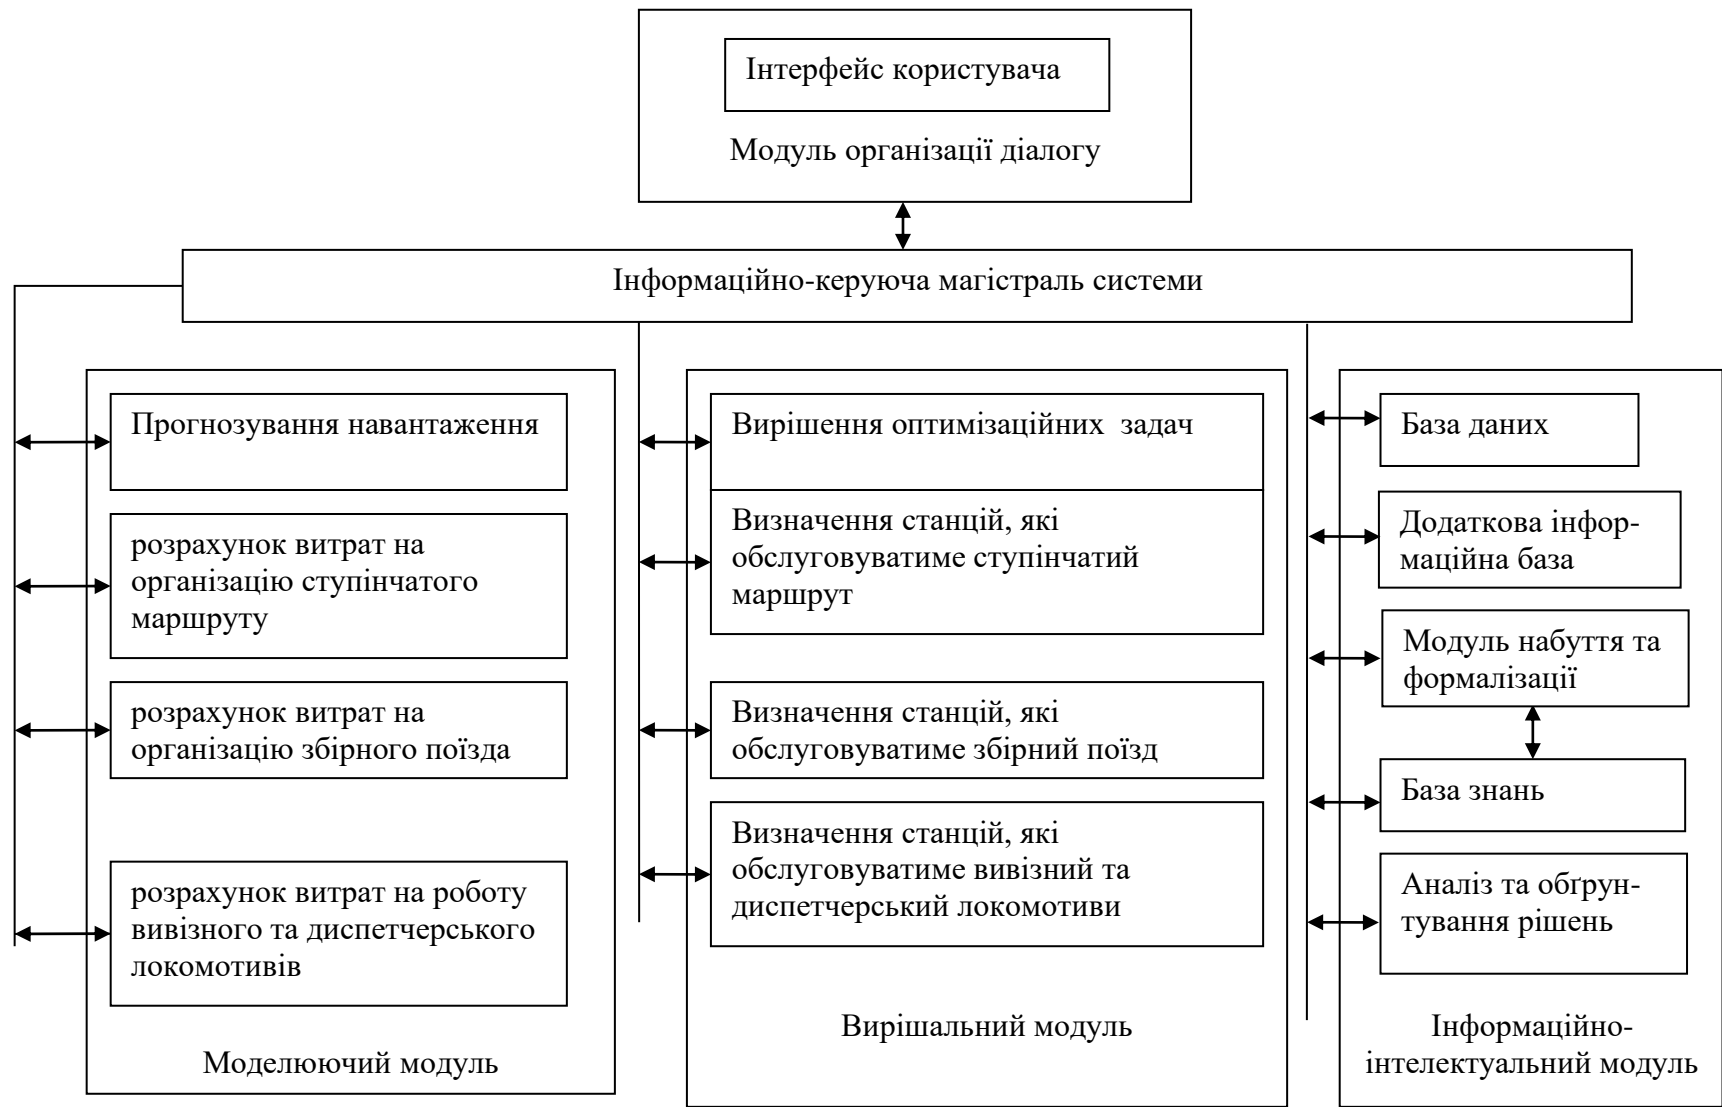 Інтерфейс користувача
Модуль організації діалогу
Інформаційно-керуюча магістраль системи
Прогнозування навантаження
розрахунок витрат на
організацію ступінчатого
маршруту
розрахунок витрат на
організацію збірного поїзда
розрахунок витрат на роботу
вивізного та диспетчерського
локомотивів
Моделюючий модуль
Вирішення оптимізаційних  задач
Визначення станцій, які
обслуговуватиме ступінчатий
маршрут
Визначення станцій, які
обслуговуватиме збірний поїзд
Визначення станцій, які
обслуговуватиме вивізний та
диспетчерський локомотиви
Вирішальний модуль
База даних
Додаткова інфор-
маційна база
Модуль набуття та
формалізації
База знань
Аналіз та обґрун-
тування рішень
Інформаційно-
інтелектуальний модуль